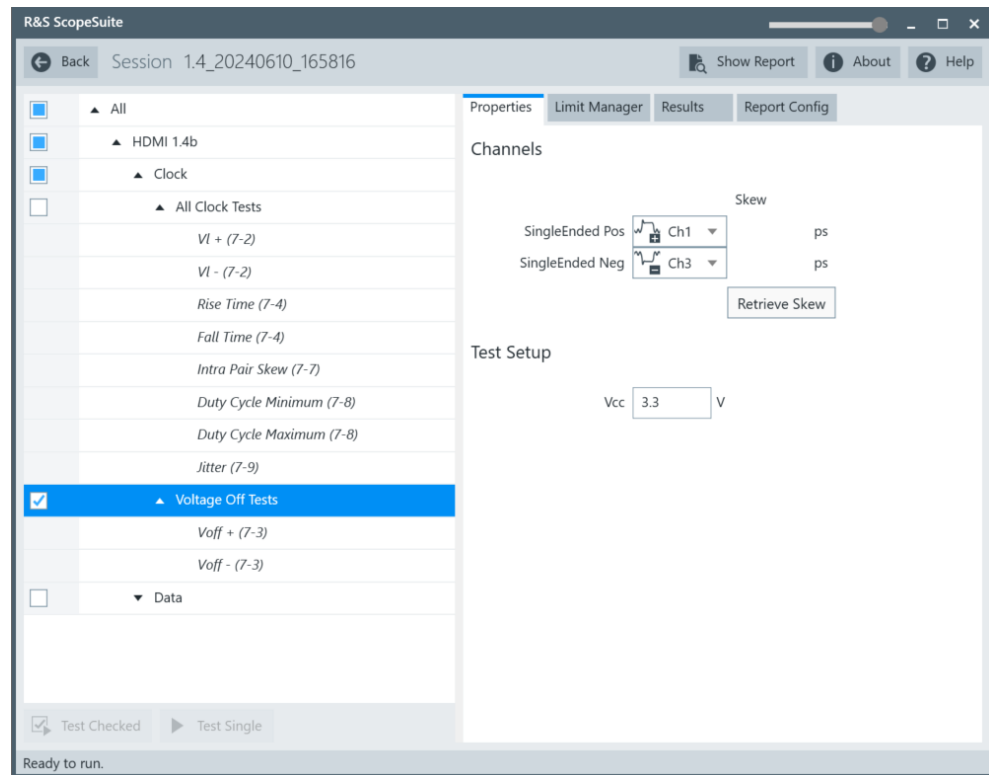 R&S ScopeSuite
Back Session 1.4_20240610_165816 Show Report About Help
All
HDMI 1.4b
Clock
All Clock Tests
Vl + (7-2)
Vl - (7-2)
Rise Time (7-4)
Fall Time (7-4)
Intra Pair Skew (7-7)
Duty Cycle Minimum (7-8)
Duty Cycle Maximum (7-8)
Jitter (7-9)
Voltage Off Tests
Voff + (7-3)
Voff - (7-3)
Data
Test Checked Test Single
Properties Limit Manager Results Report Config
Channels
Skew
SingleEnded Pos Ch1 ps
SingleEnded Neg Ch3 ps
Retrieve Skew
Test Setup
Vcc 3.3 V
Ready to run.